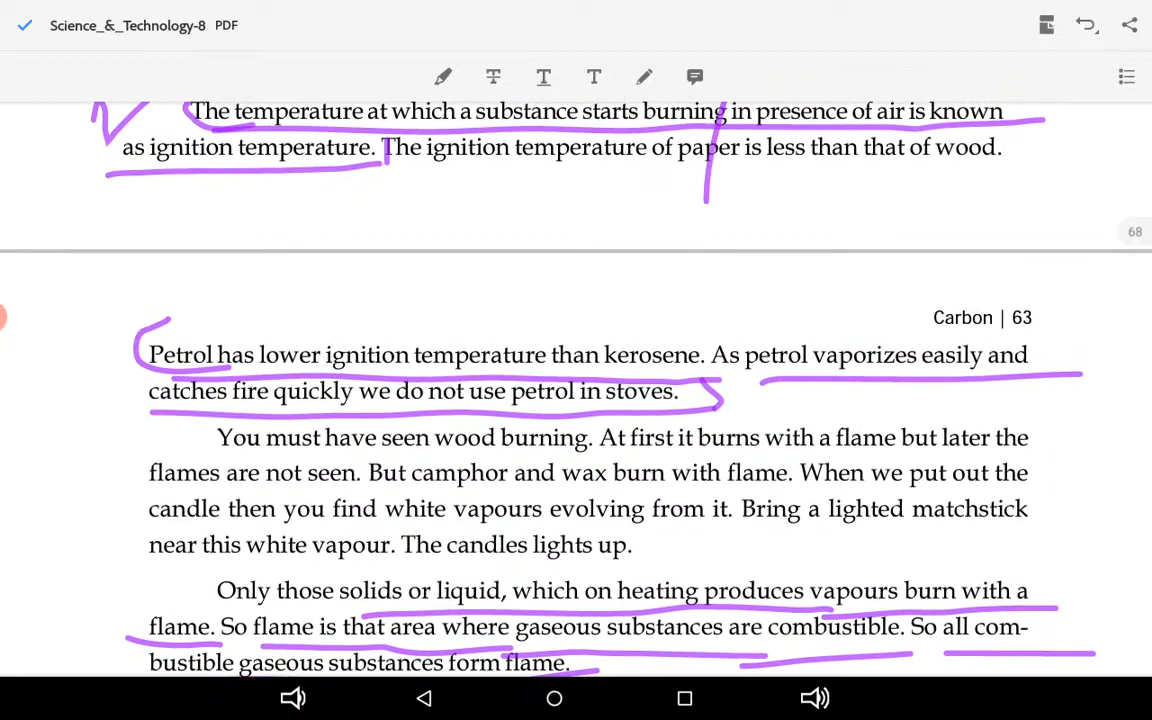 Science_&_Technology-8 PDF
The temperature at which a substance starts burning in presence of air is known
as ignition temperature. The ignition temperature of paper is less than that of wood.
68
Carbon | 63
Petrol has lower ignition temperature than kerosene. As petrol vaporizes easily and
catches fire quickly we do not use petrol in stoves.
You must have seen wood burning. At first it burns with a flame but later the
flames are not seen. But camphor and wax burn with flame. When we put out the
candle then you find white vapours evolving from it. Bring a lighted matchstick
near this white vapour. The candles lights up.
Only those solids or liquid, which on heating produces vapours burn with a
flame. So flame is that area where gaseous substances are combustible. So all com-
bustible gaseous substances form flame.